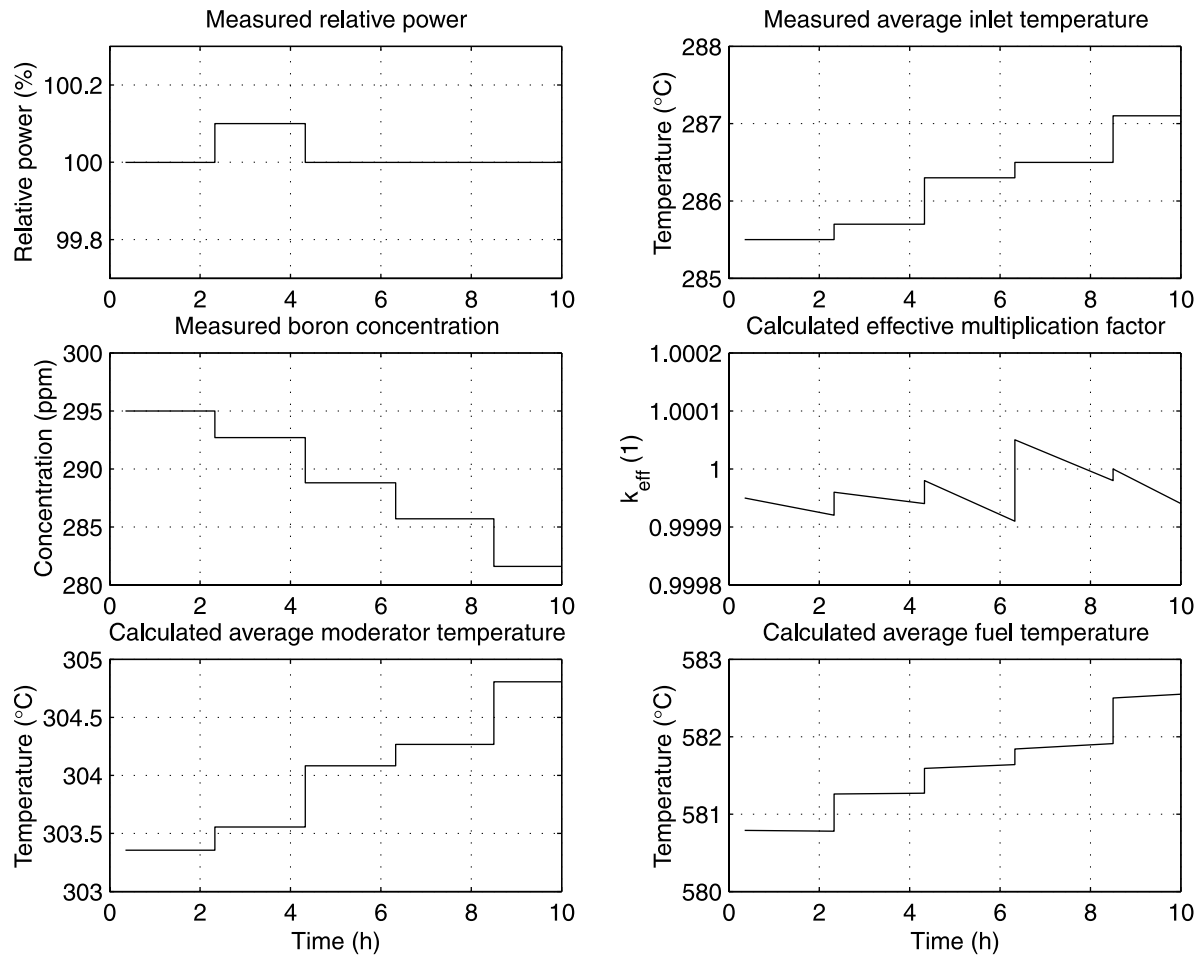 Measured relative power
Relative power (%)
100.2
100
99.8
0 2 4 6 8 10
Measured average inlet temperature
Temperature (°C)
288
287
286
285
0 2 4 6 8 10
Measured boron concentration
Concentration (ppm)
300
295
290
285
280
0 2 4 6 8 10
Calculated effective multiplication factor
keff (1)
1.0002
1.0001
1
0.9999
0.9998
0 2 4 6 8 10
Calculated average moderator temperature
Temperature (°C)
305
304.5
304
303.5
303
0 2 4 6 8 10
Time (h)
Calculated average fuel temperature
Temperature (°C)
583
582
581
580
0 2 4 6 8 10
Time (h)